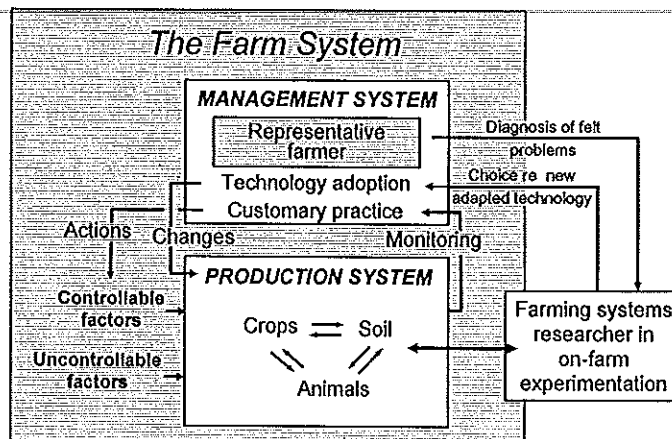 The Farm System
MANAGEMENT SYSTEM
Representative
farmer
Technology adoption
Customary practice
Diagnosis of felt
problems
Choice re new
adapted technology
Actions
Changes
Monitoring
PRODUCTION SYSTEM
Controllable
factors
Uncontrollable
factors
Crops
Soil
Animals
Farming systems
researcher in
on-farm
experimentation